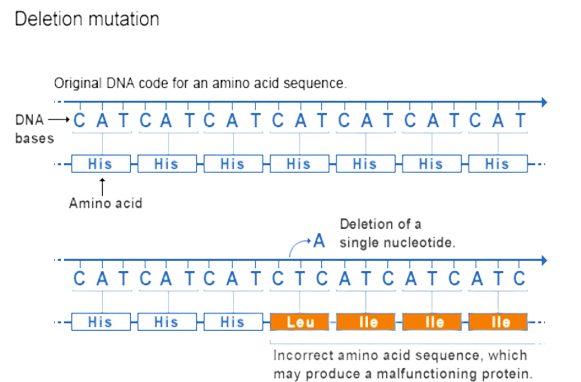 Deletion mutation
Original DNA code for an amino acid sequence.
DNA bases
C A T C A T C A T C A T C A T C A T C A T
His His His His His His His
Amino acid
A
Deletion of a
single nucleotide.
C A T C A T C A T C T C A T C A T C A T C
His His His Leu Ile Ile Ile
Incorrect amino acid sequence, which
may produce a malfunctioning protein.